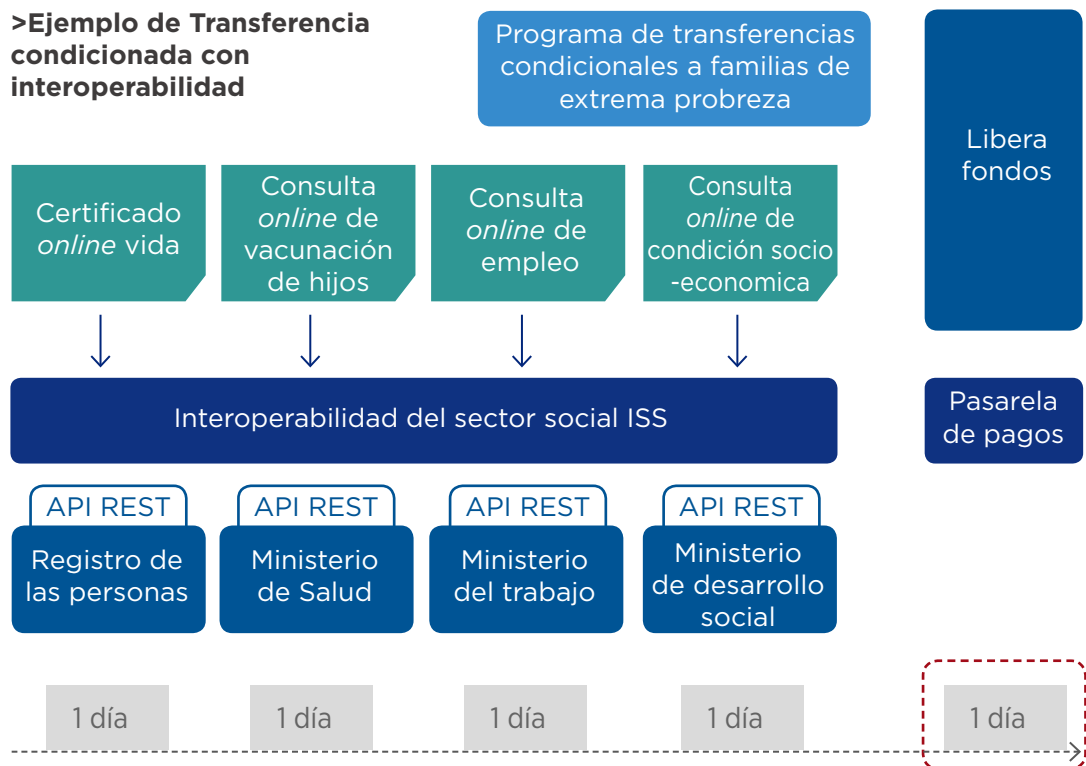 >Ejemplo de Transferencia
condicionada con
interoperabilidad
Programa de transferencias
condicionales a familias de
extrema probreza
Libera
fondos
Certificado
online vida
Consulta
online de
vacunación
de hijos
Consulta
online de
empleo
Consulta
online de
condición socio
-economica
Interoperabilidad del sector social ISS
Pasarela
de pagos
API REST
API REST
API REST
API REST
Registro de
las personas
Ministerio
de Salud
Ministerio
del trabajo
Ministerio
de desarrollo
social
1 día
1 día
1 día
1 día
1 día